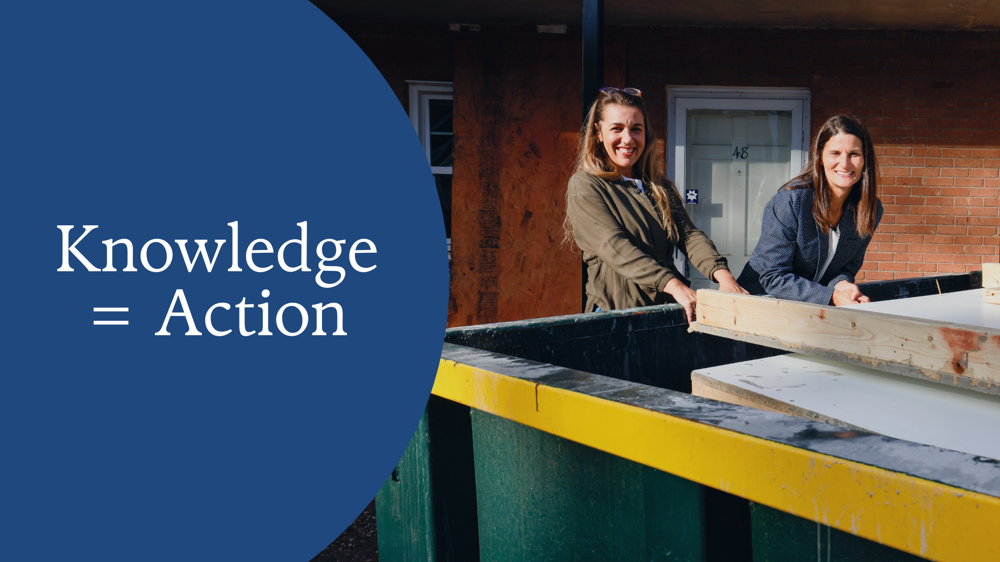 Knowledge
= Action
48